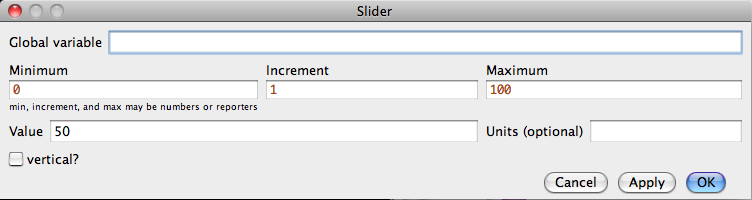 Slider
Global variable
Minimum Increment Maximum
0 1 100
min, increment, and max may be numbers or reporters
Value 50 Units (optional)
vertical?
Cancel Apply OK